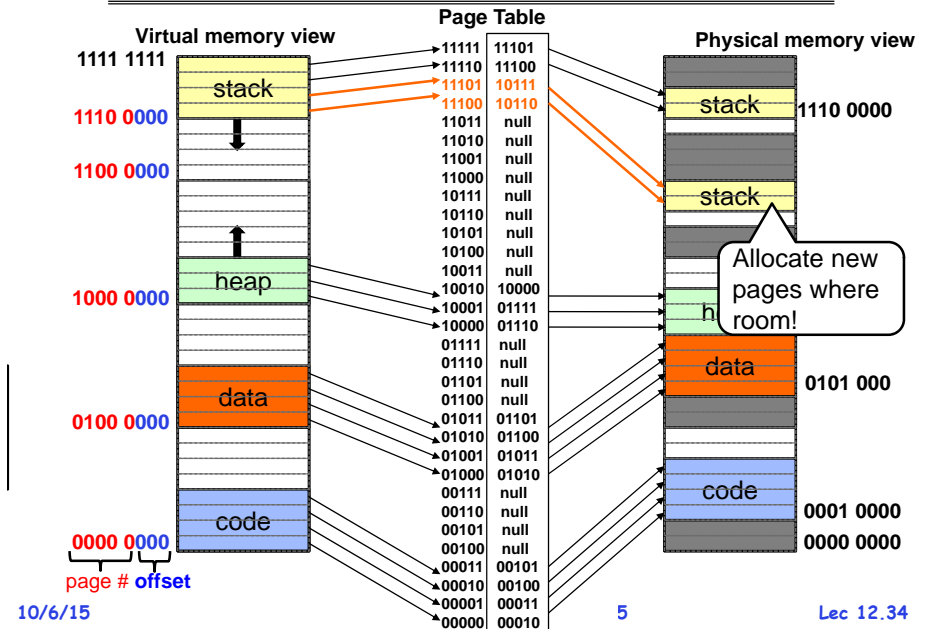 Page Table
Virtual memory view
Physical memory view
1111 1111
stack
1110 0000
1100 0000
heap
1000 0000
data
0100 0000
code
0000 0000
page # offset
11111 11101
11110 11100
11101 10111
11100 10110
11011 null
11010 null
11001 null
11000 null
10111 null
10110 null
10101 null
10100 null
10011 null
10010 10000
10001 01111
10000 01110
01111 null
01110 null
01101 null
01100 null
01011 01101
01010 01100
01001 01011
01000 01010
00111 null
00110 null
00101 null
00100 null
00011 00101
00010 00100
00001 00011
00000 00010
stack
1110 0000
stack
Allocate new
pages where
room!
data
0101 000
code
0001 0000
0000 0000
10/6/15
5
Lec 12.34